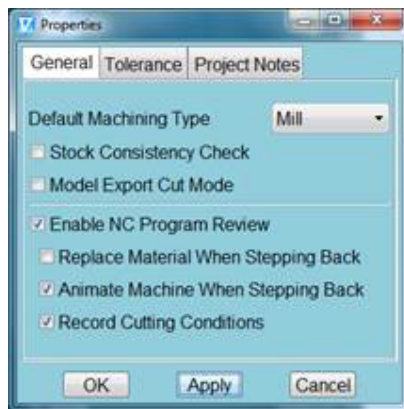 Properties
General Tolerance Project Notes
Default Machining Type Mill
Stock Consistency Check
Model Export Cut Mode
Enable NC Program Review
Replace Material When Stepping Back
Animate Machine When Stepping Back
Record Cutting Conditions
OK Apply Cancel